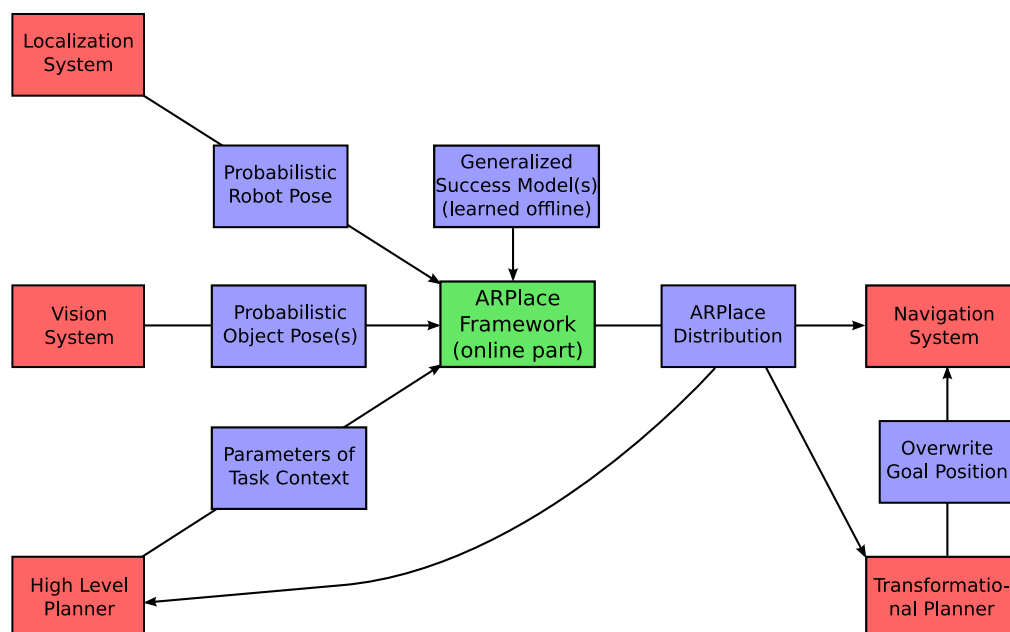 Localization
System
Probabilistic
Robot Pose
Generalized
Success Model(s)
(learned offline)
Vision
System
Probabilistic
Object Pose(s)
ARPlace
Framework
(online part)
ARPlace
Distribution
Navigation
System
Parameters of
Task Context
Overwrite
Goal Position
High Level
Planner
Transformatio-
nal Planner